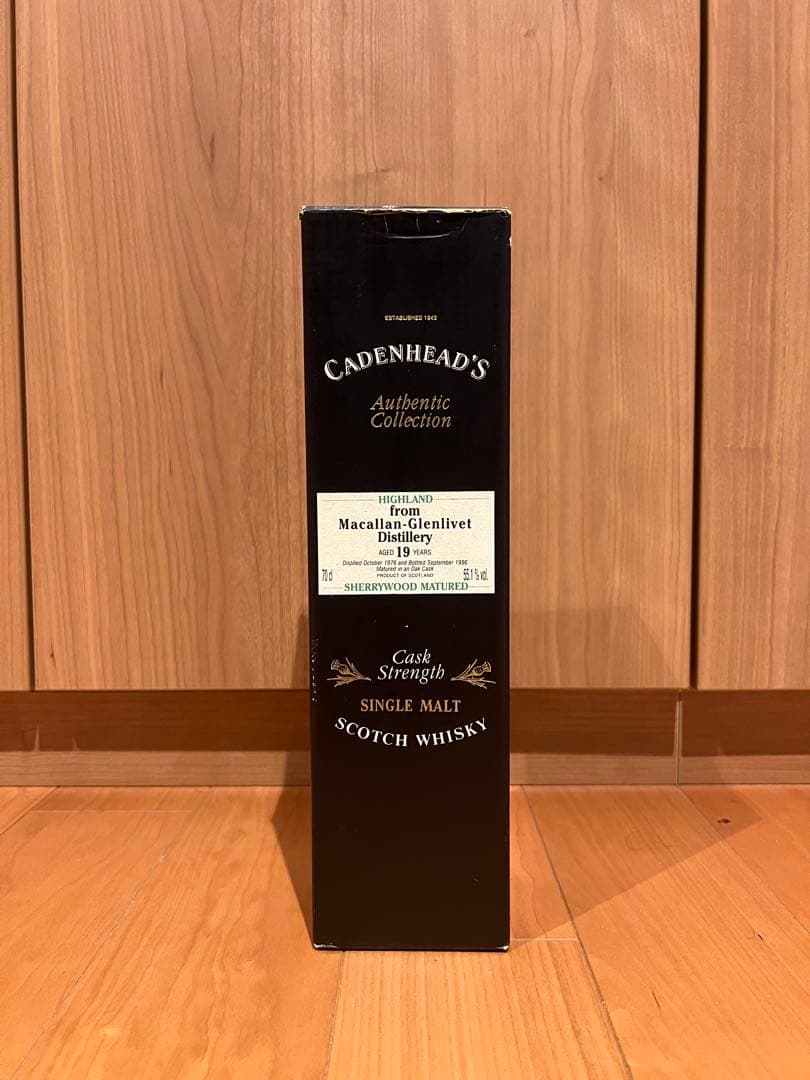 ESTABLISHED 1842
CADENHEAD'S
Authentic
Collection
HIGHLAND
from
Macallan-Glenlivet
Distillery
AGED 19 YEARS
Distilled October 1976 and Bottled September 1996
Matured in an Oak Cask
70 cl PRODUCT OF SCOTLAND 55.1 % vol.
SHERRYWOOD MATURED
Cask
Strength
SINGLE MALT
SCOTCH WHISKY